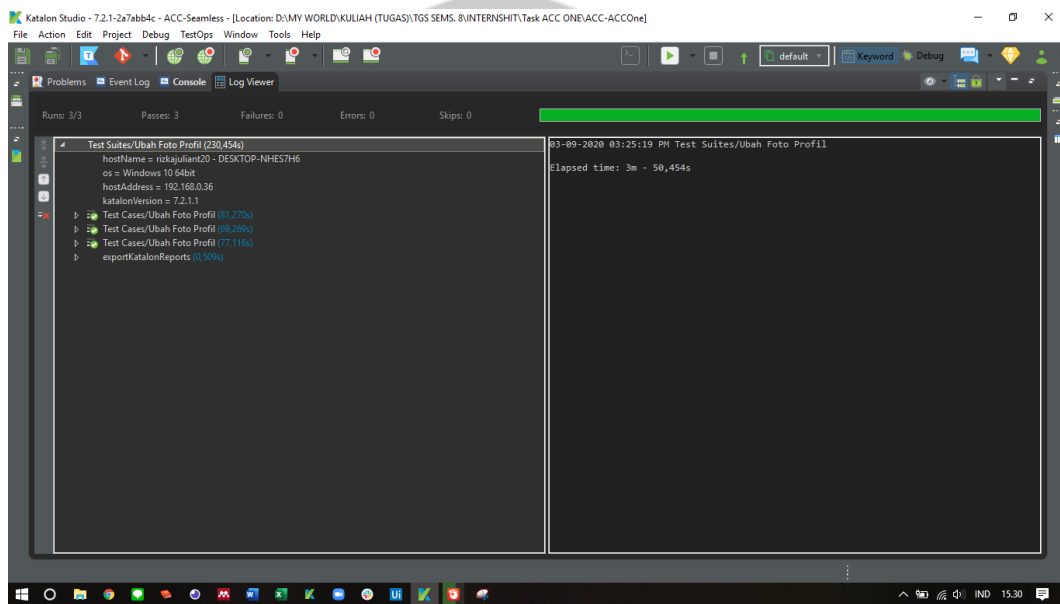 Katalon Studio - 7.2.1-2a7abb4c - ACC-Seamless - [Location: D:\MY WORLD\KULIAH (TUGAS)\TGS SEMS. 8\INTERNSHIT\Task ACC ONE\ACC-ACCOne]
File Action Edit Project Debug TestOps Window Tools Help
default Keyword Debug
Problems Event Log Console Log Viewer
Runs: 3/3 Passes: 3 Failures: 0 Errors: 0 Skips: 0
Test Suites/Ubah Foto Profil (230,454s)
hostName = rizkajuliant20 - DESKTOP-NHES7H6
os = Windows 10 64bit
hostAddress = 192.168.0.36
katalonVersion = 7.2.1.1
Test Cases/Ubah Foto Profil (81,270s)
Test Cases/Ubah Foto Profil (69,269s)
Test Cases/Ubah Foto Profil (77,116s)
exportKatalonReports (0,509s)
03-09-2020 03:25:19 PM Test Suites/Ubah Foto Profil
Elapsed time: 3m - 50,454s
IND 15.30